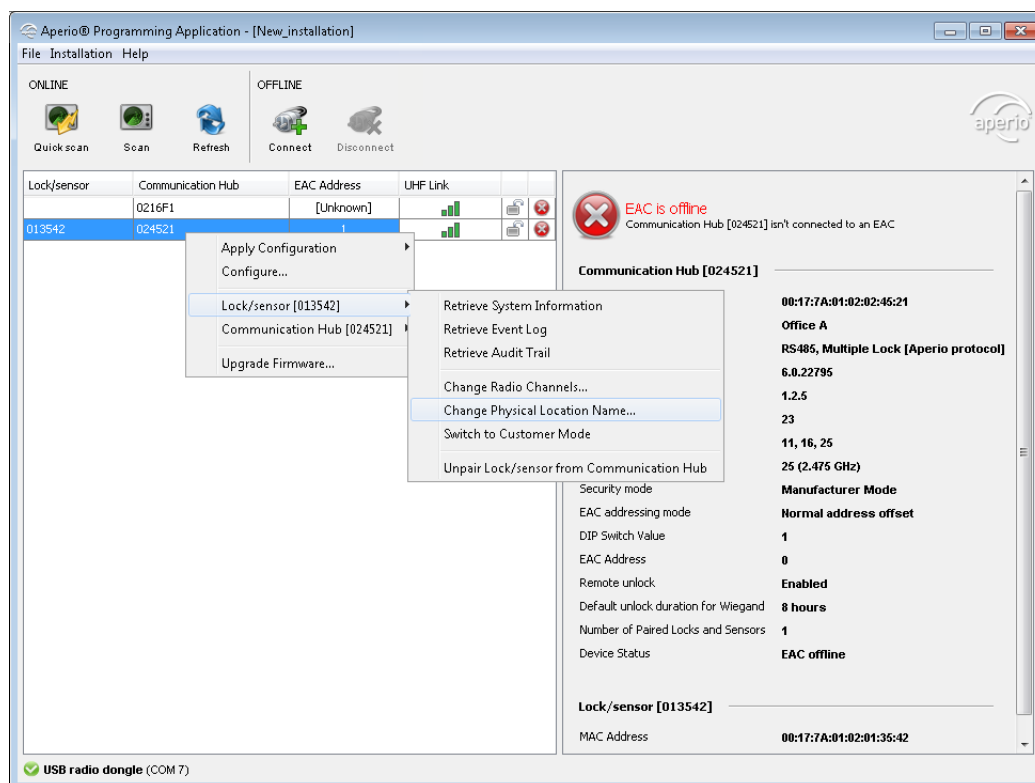 Aperio® Programming Application - [New_installation]
File Installation Help
ONLINE
OFFLINE
Quick scan
Scan
Refresh
Connect
Disconnect
aperio
Lock/sensor Communication Hub EAC Address UHF Link
0216F1 [Unknown]
013542 024521 1
Apply Configuration
Configure...
Lock/sensor [013542]
Communication Hub [024521]
Upgrade Firmware...
Retrieve System Information
Retrieve Event Log
Retrieve Audit Trail
Change Radio Channels...
Change Physical Location Name...
Switch to Customer Mode
Unpair Lock/sensor from Communication Hub
EAC is offline
Communication Hub [024521] isn't connected to an EAC
Communication Hub [024521]
00:17:7A:01:02:02:45:21
Office A
RS485, Multiple Lock [Aperio protocol]
6.0.22795
1.2.5
23
11, 16, 25
25 (2.475 GHz)
Security mode Manufacturer Mode
EAC addressing mode Normal address offset
DIP Switch Value 1
EAC Address 0
Remote unlock Enabled
Default unlock duration for Wiegand 8 hours
Number of Paired Locks and Sensors 1
Device Status EAC offline
Lock/sensor [013542]
MAC Address 00:17:7A:01:02:01:35:42
USB radio dongle (COM 7)